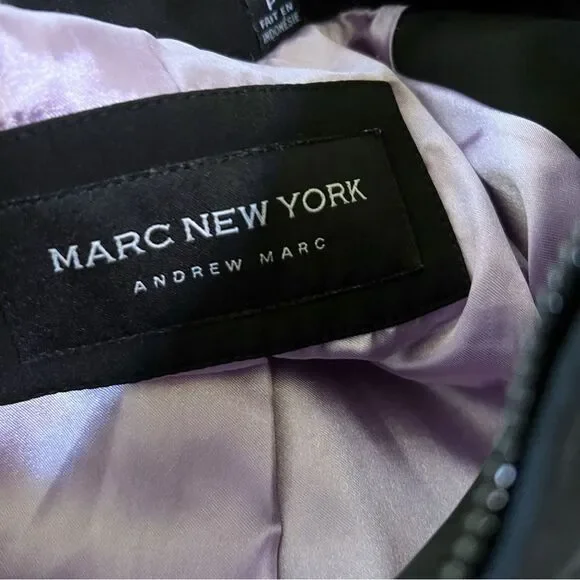 FAIT EN
INDONÉSIE
MARC NEW YORK
ANDREW MARC